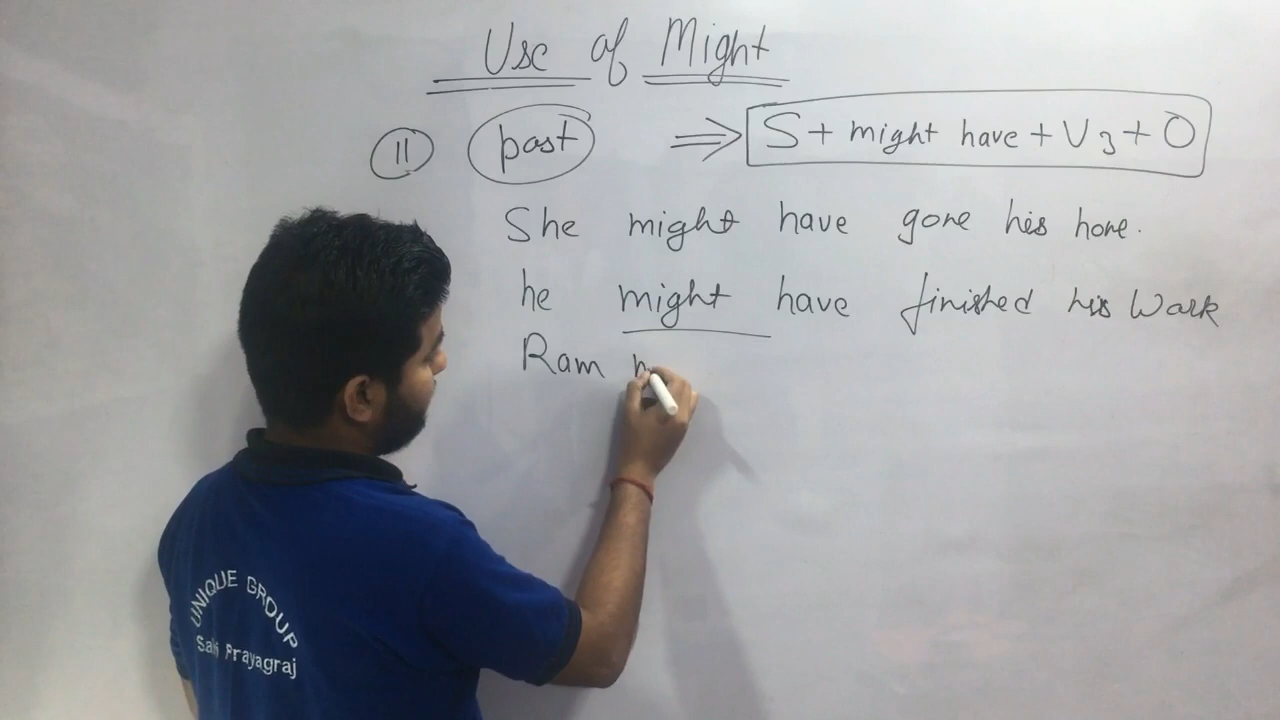 Use of Might
11 past ⇒ S + might have + V3 + O
She might have gone his home.
he might have finished his Work
Ram
UNIQUE GROUP
Prayagraj